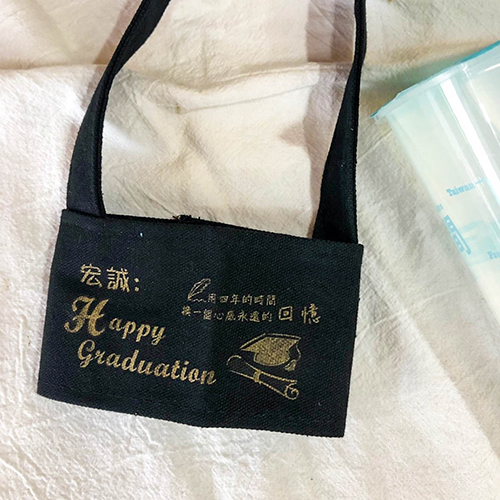 宏誠:
Happy
Graduation
用四年的時間
換一個心底永遠的 回憶
Taiwan